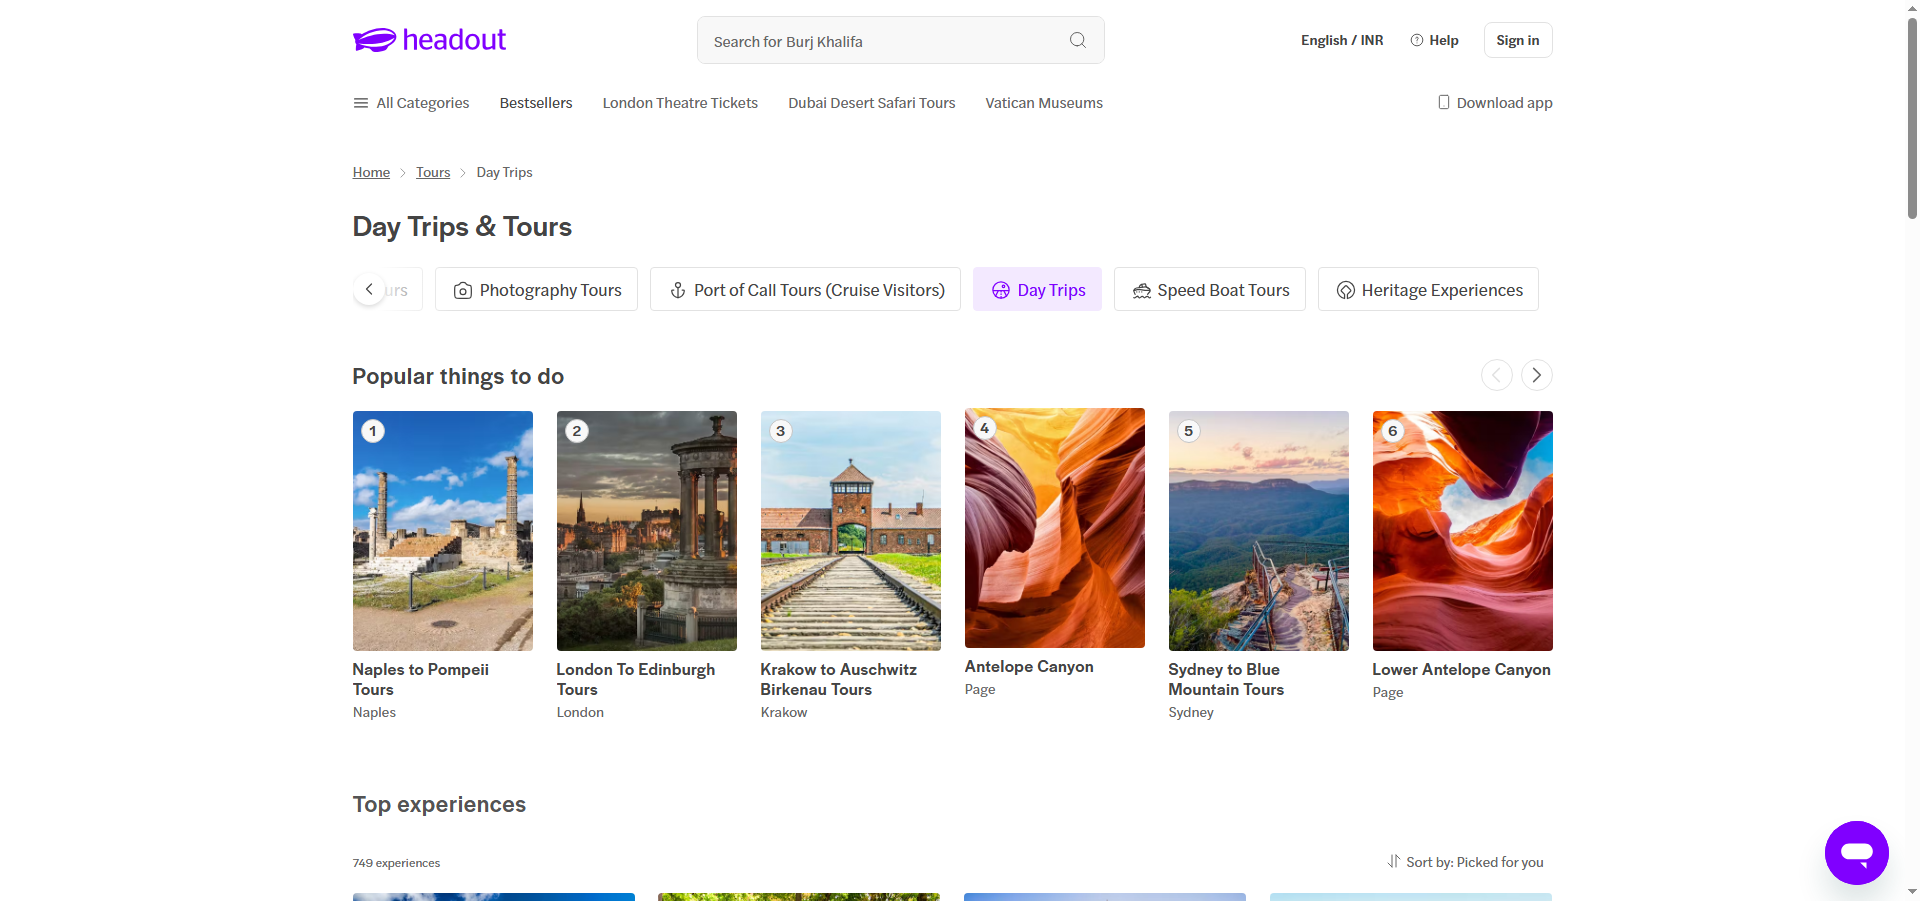 headout
Search for Burj Khalifa
English / INR
Help
Sign in
All Categories
Bestsellers
London Theatre Tickets
Dubai Desert Safari Tours
Vatican Museums
Download app
Home
Tours
Day Trips
Day Trips & Tours
urs
Photography Tours
Port of Call Tours (Cruise Visitors)
Day Trips
Speed Boat Tours
Heritage Experiences
Popular things to do
1
2
3
4
5
6
Naples to Pompeii
Tours
Naples
London To Edinburgh
Tours
London
Krakow to Auschwitz
Birkenau Tours
Krakow
Antelope Canyon
Page
Sydney to Blue
Mountain Tours
Sydney
Lower Antelope Canyon
Page
Top experiences
749 experiences
Sort by: Picked for you